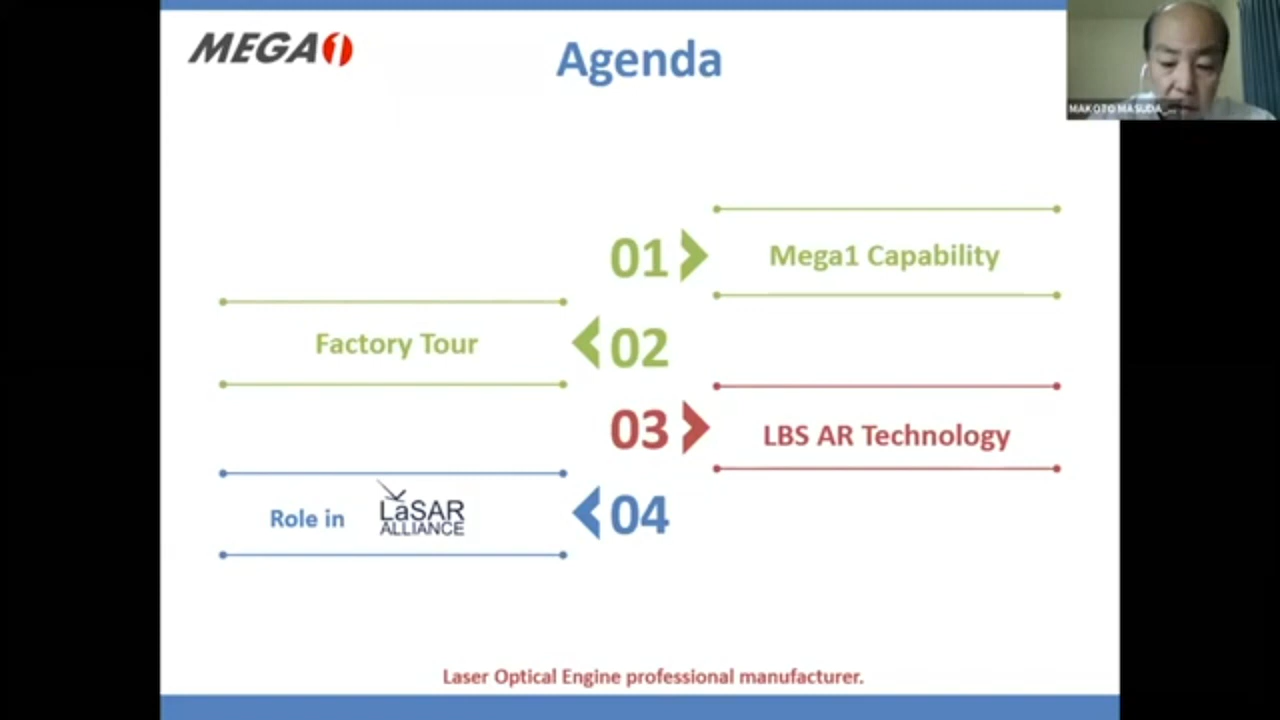 MEGA1
Agenda
MAKOTO MASUDA_...
01
Mega1 Capability
Factory Tour
02
03
LBS AR Technology
Role in
LaSAR
ALLIANCE
04
Laser Optical Engine professional manufacturer.